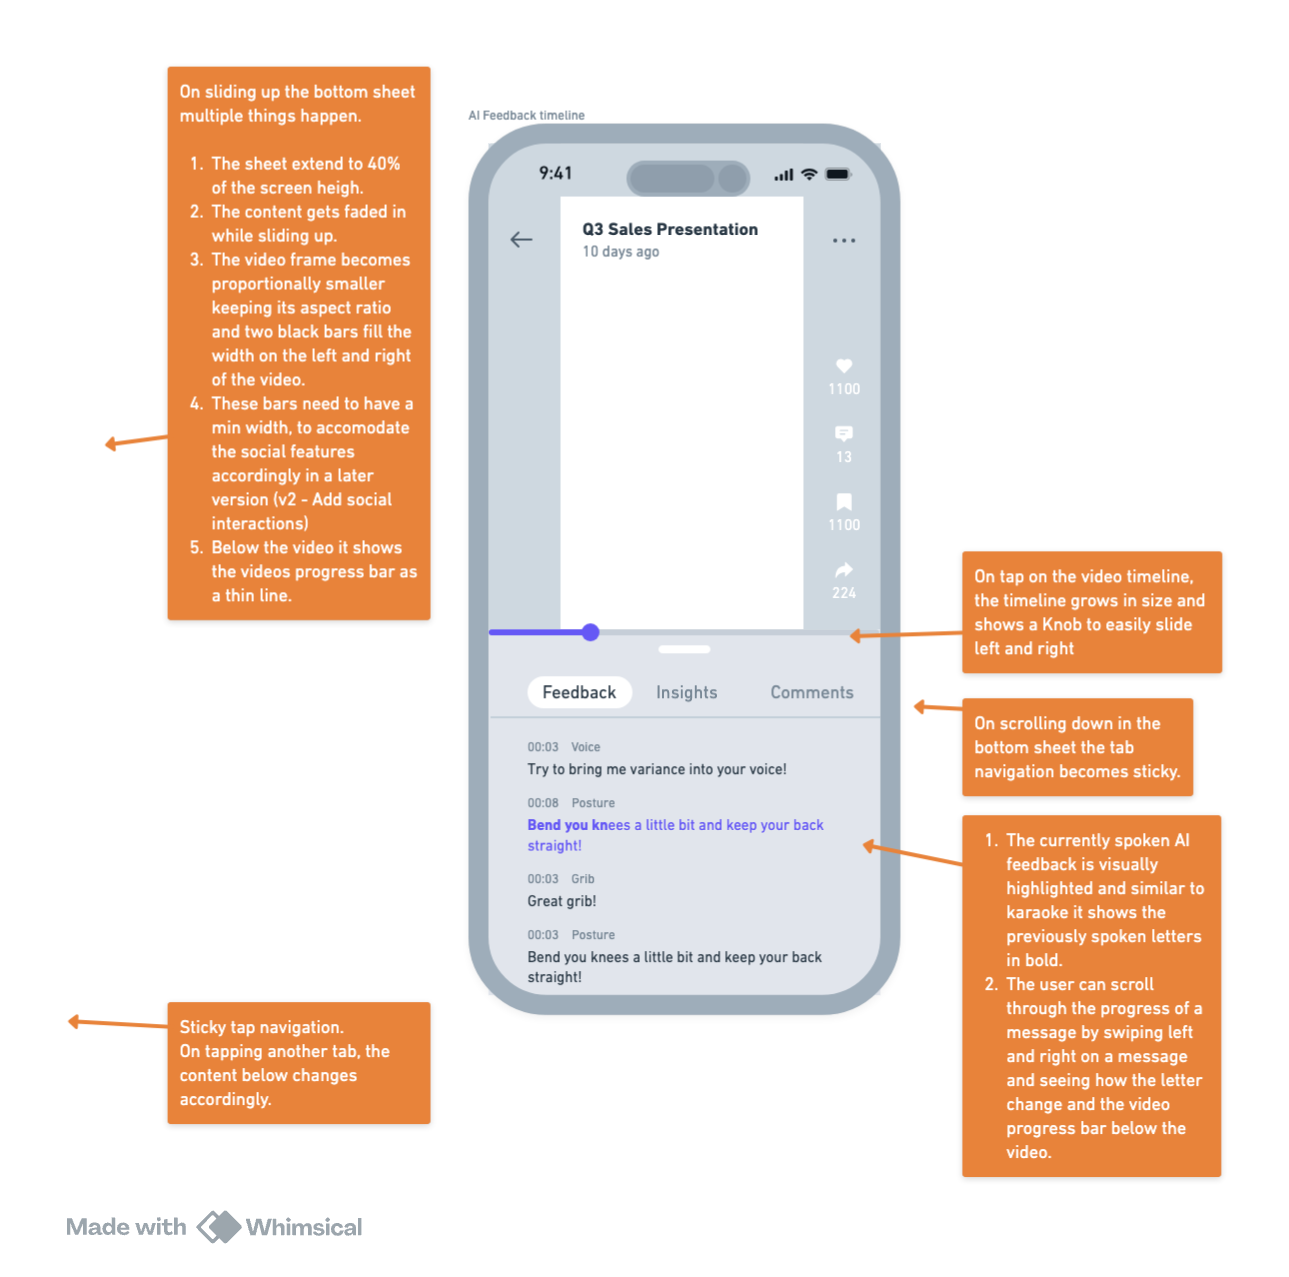 On sliding up the bottom sheet
multiple things happen.
1. The sheet extend to 40%
of the screen heigh.
2. The content gets faded in
while sliding up.
3. The video frame becomes
proportionally smaller
keeping its aspect ratio
and two black bars fill the
width on the left and right
of the video.
4. These bars need to have a
min width, to accomodate
the social features
accordingly in a later
version (v2 - Add social
interactions)
5. Below the video it shows
the videos progress bar as
a thin line.
AI Feedback timeline
9:41
Q3 Sales Presentation
10 days ago
1100
13
1100
224
Feedback Insights Comments
00:03 Voice
Try to bring me variance into your voice!
00:08 Posture
Bend you knees a little bit and keep your back
straight!
00:03 Grib
Great grib!
00:03 Posture
Bend you knees a little bit and keep your back
straight!
On tap on the video timeline,
the timeline grows in size and
shows a Knob to easily slide
left and right
On scrolling down in the
bottom sheet the tab
navigation becomes sticky.
1. The currently spoken AI
feedback is visually
highlighted and similar to
karaoke it shows the
previously spoken letters
in bold.
2. The user can scroll
through the progress of a
message by swiping left
and right on a message
and seeing how the letter
change and the video
progress bar below the
video.
Sticky tap navigation.
On tapping another tab, the
content below changes
accordingly.
Made with Whimsical